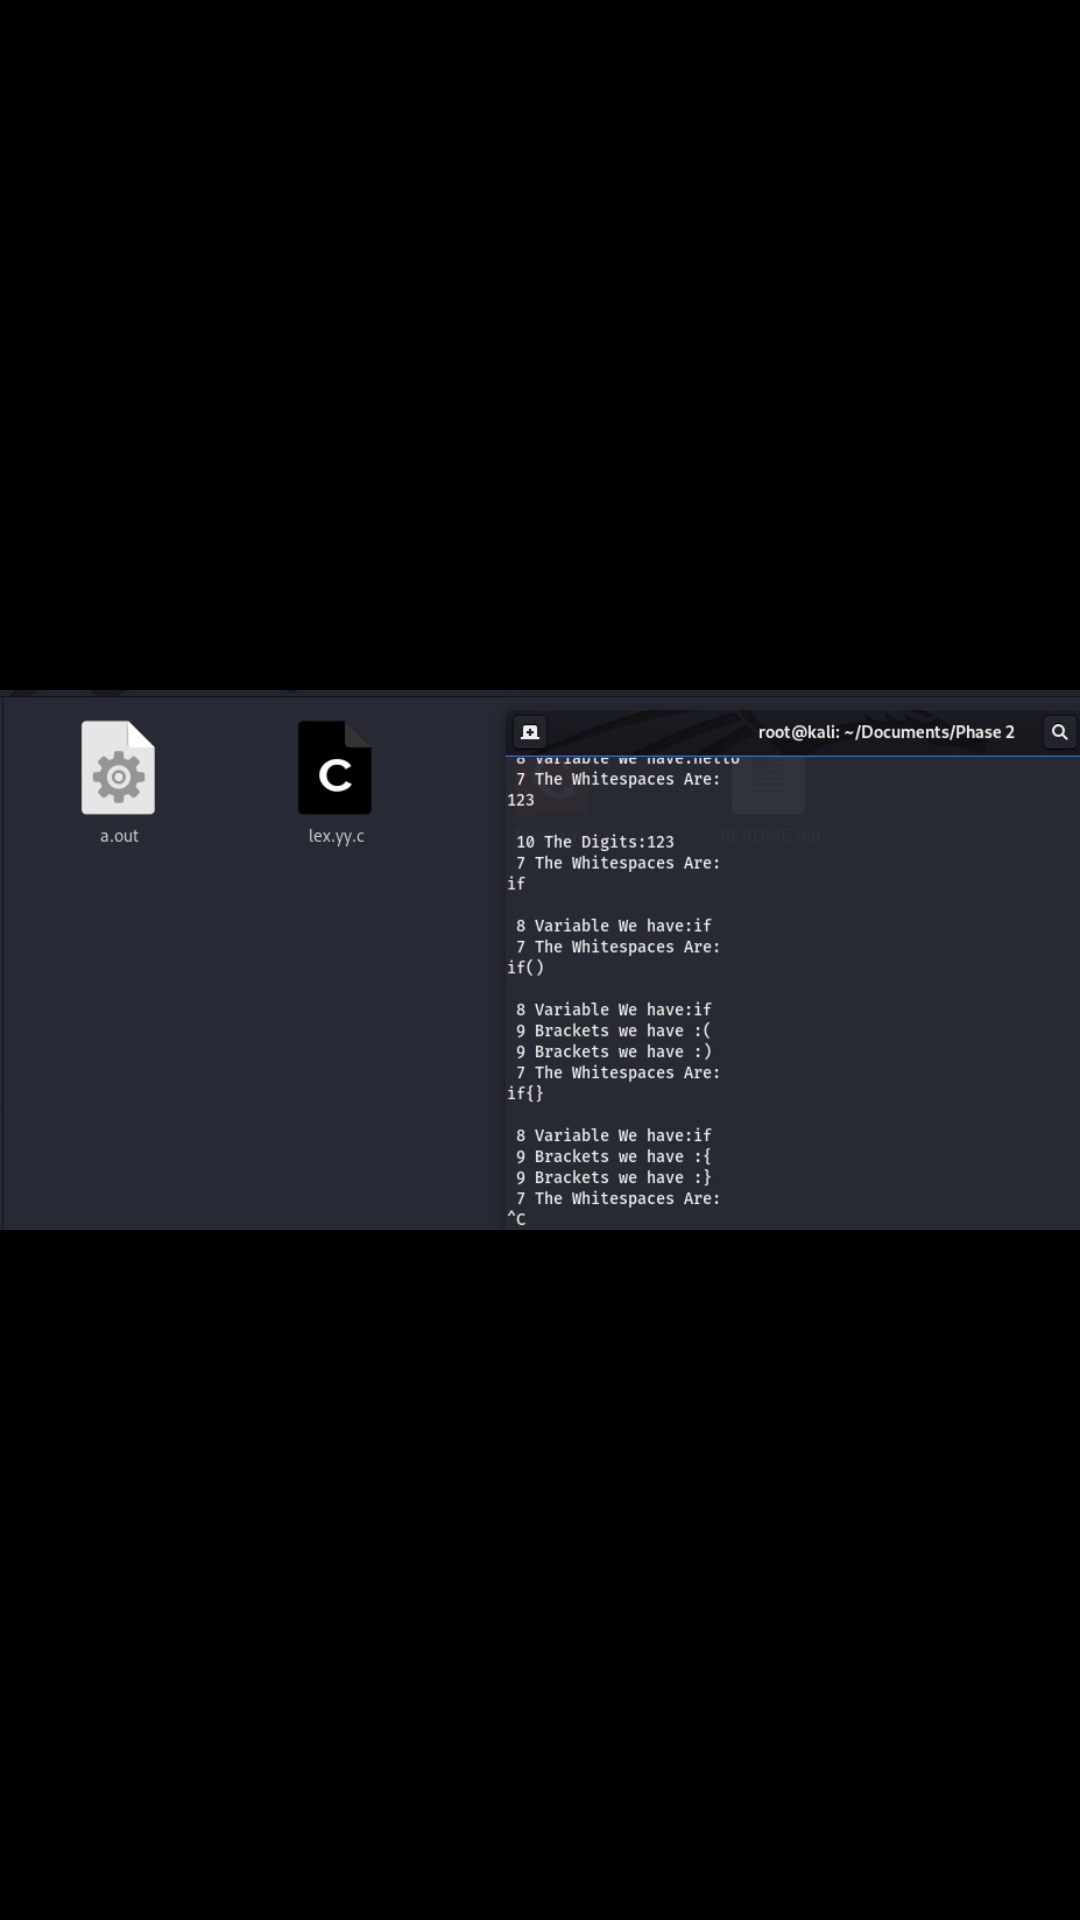 a.out
lex.yy.c
root@kali: ~/Documents/Phase 2
8 Variable We have:hello
7 The Whitespaces Are:
123
10 The Digits:123
7 The Whitespaces Are:
if
8 Variable We have:if
7 The Whitespaces Are:
if()
8 Variable We have:if
9 Brackets we have :(
9 Brackets we have :)
7 The Whitespaces Are:
if{}
8 Variable We have:if
9 Brackets we have :{
9 Brackets we have :}
7 The Whitespaces Are:
^C
README.md